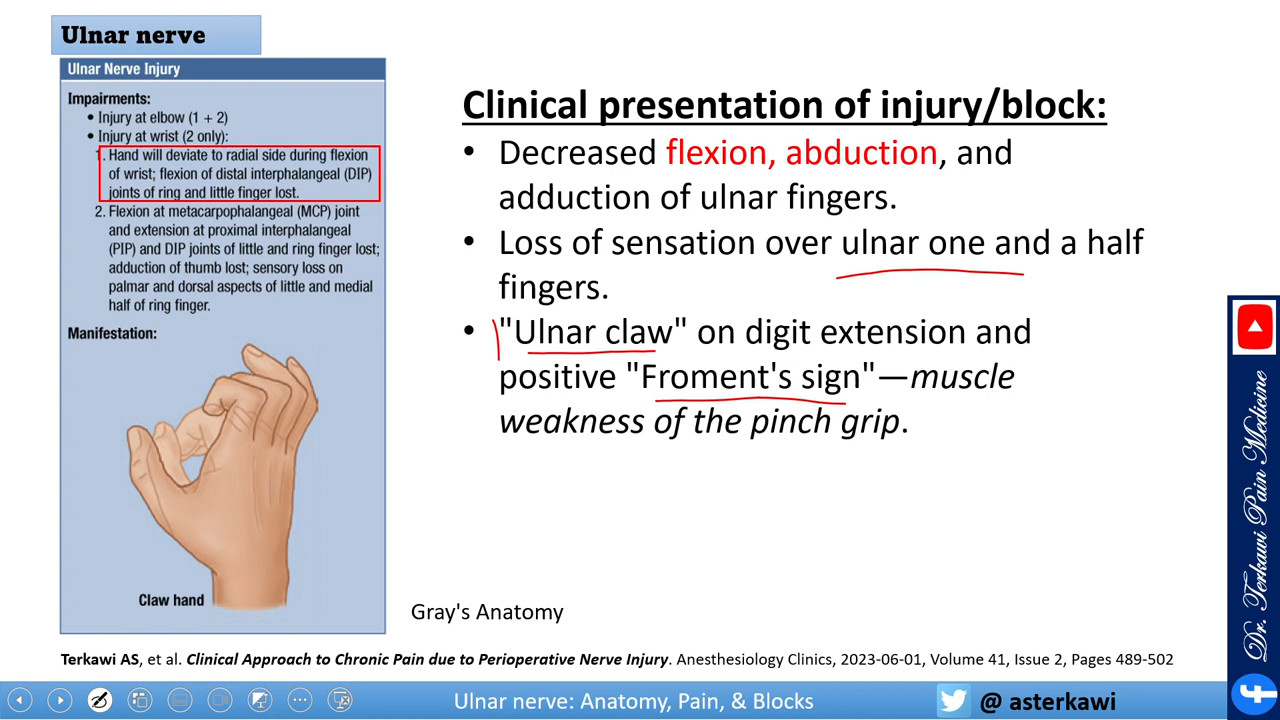 Ulnar nerve
Ulnar Nerve Injury
Impairments:
• Injury at elbow (1 + 2)
• Injury at wrist (2 only):
1. Hand will deviate to radial side during flexion
of wrist; flexion of distal interphalangeal (DIP)
joints of ring and little finger lost.
2. Flexion at metacarpophalangeal (MCP) joint
and extension at proximal interphalangeal
(PIP) and DIP joints of little and ring finger lost;
adduction of thumb lost; sensory loss on
palmar and dorsal aspects of little and medial
half of ring finger.
Manifestation:
Claw hand
Clinical presentation of injury/block:
• Decreased flexion, abduction, and
adduction of ulnar fingers.
• Loss of sensation over ulnar one and a half
fingers.
• "Ulnar claw" on digit extension and
positive "Froment's sign"—muscle
weakness of the pinch grip.
Gray's Anatomy
Terkawi AS, et al. Clinical Approach to Chronic Pain due to Perioperative Nerve Injury. Anesthesiology Clinics, 2023-06-01, Volume 41, Issue 2, Pages 489-502
Ulnar nerve: Anatomy, Pain, & Blocks
@ asterkawi
Dr. Terkawi Pain Medicine